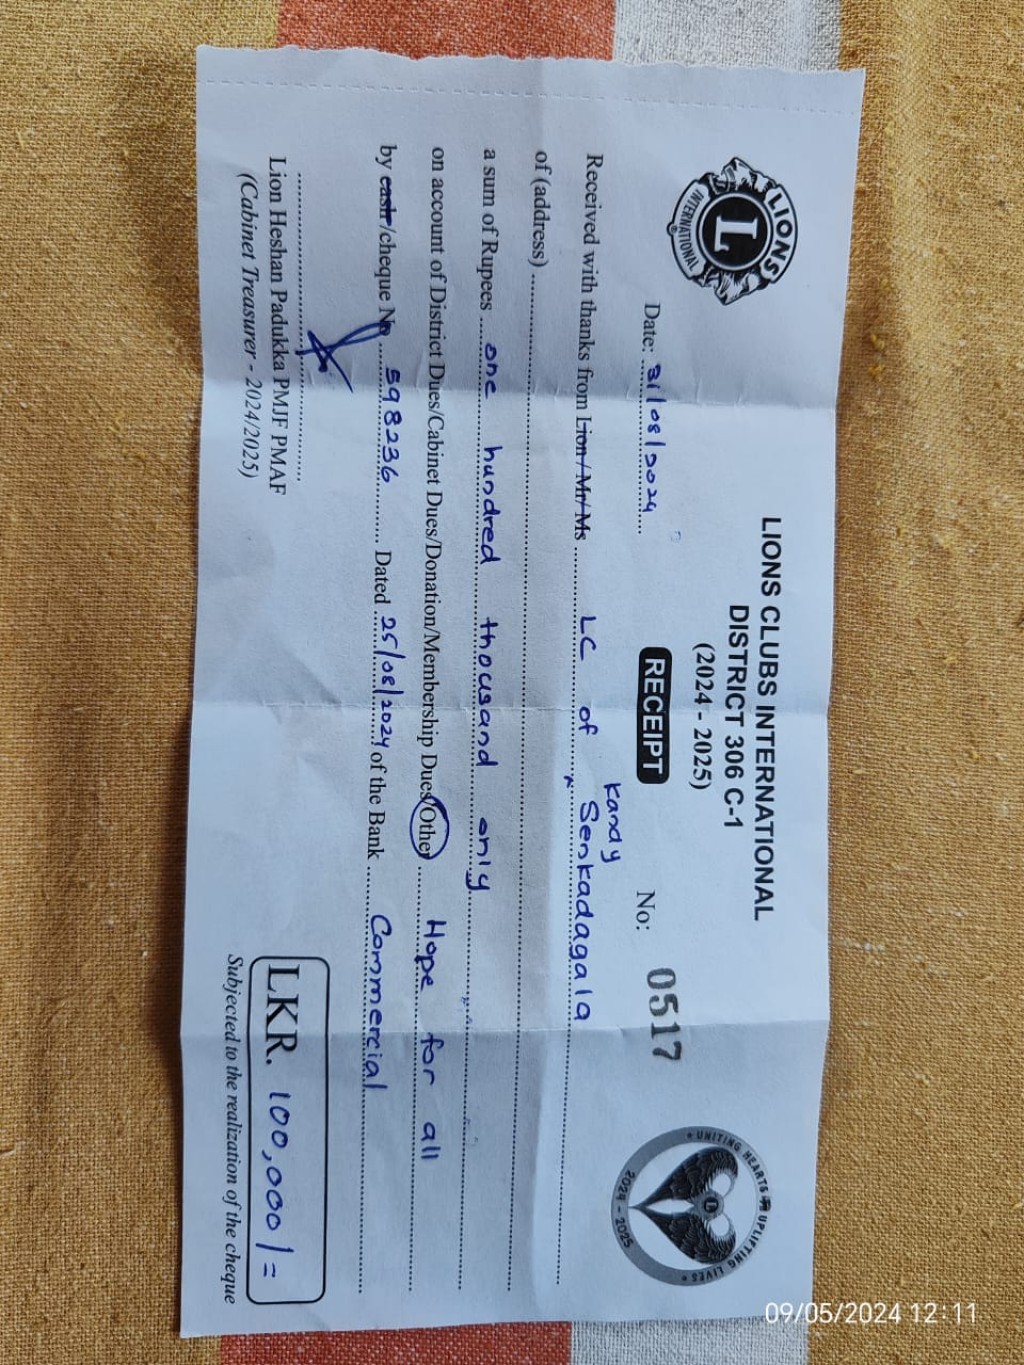 LIONS INTERNATIONAL
L
LIONS CLUBS INTERNATIONAL
DISTRICT 306 C-1
(2024 - 2025)
Date: 31/08/2024
RECEIPT
No: 0517
UNITING HEARTS UPLIFTING LIVES
2024 - 2025
Kandy
Received with thanks from Lion/Mr/Ms LC of ^ Senkadagala
of (address)
a sum of Rupees one hundred thousand only
on account of District Dues/Cabinet Dues/Donation/Membership Dues/Other Hope for all
by cash/cheque No 598236 Dated 25/08/2024 of the Bank Commercial
Lion Heshan Padukka PMJF PMAF
(Cabinet Treasurer - 2024/2025)
LKR. 100,000/=
Subjected to the realization of the cheque
09/05/2024 12:11